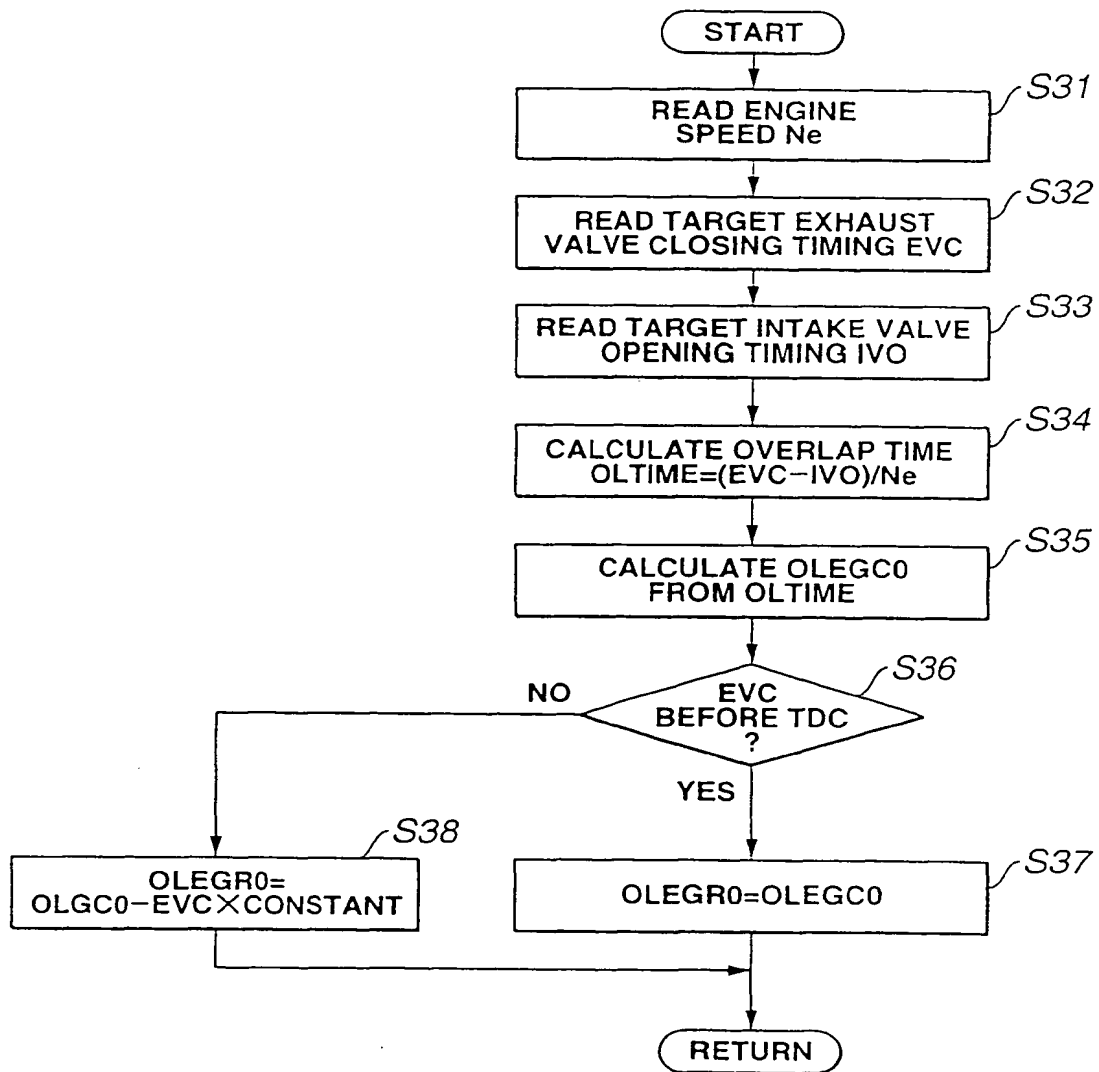 START
S31
READ ENGINE
SPEED Ne
S32
READ TARGET EXHAUST
VALVE CLOSING TIMING EVC
S33
READ TARGET INTAKE VALVE
OPENING TIMING IVO
S34
CALCULATE OVERLAP TIME
OLTIME=(EVC−IVO)/Ne
S35
CALCULATE OLEGC0
FROM OLTIME
S36
EVC
BEFORE TDC
?
NO
YES
S38
OLEGR0=
OLGC0−EVC×CONSTANT
S37
OLEGR0=OLEGC0
RETURN